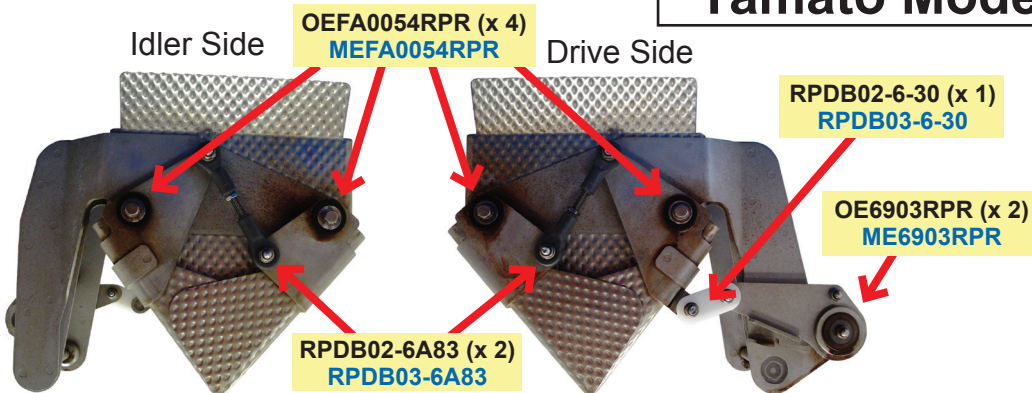 Yamato Mode
OEFA0054RPR (x 4)
MEFA0054RPR
Idler Side
Drive Side
RPDB02-6-30 (x 1)
RPDB03-6-30
OE6903RPR (x 2)
ME6903RPR
RPDB02-6A83 (x 2)
RPDB03-6A83